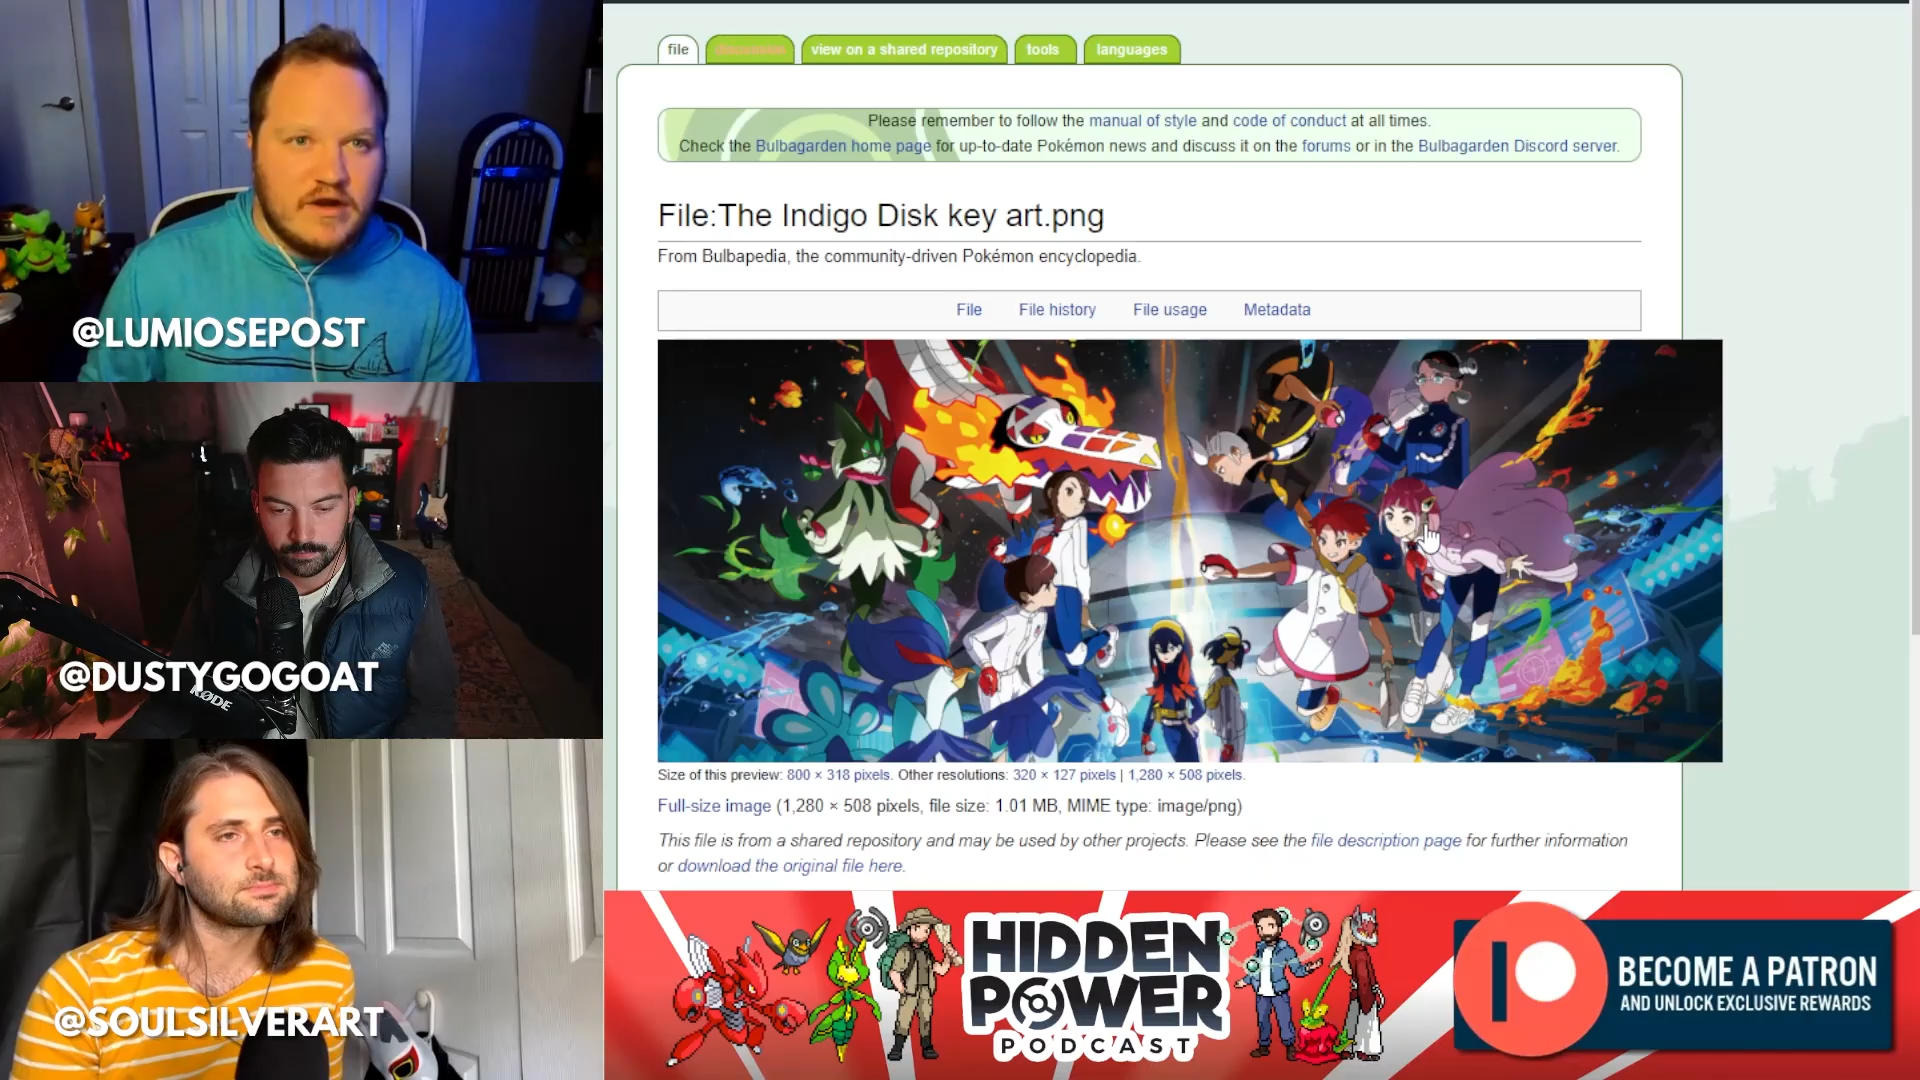 @LUMIOSEPOST
@DUSTYGOGOAT
RØDE
@SOULSILVERART
file
discussion
view on a shared repository
tools
languages
Please remember to follow the manual of style and code of conduct at all times.
Check the Bulbagarden home page for up-to-date Pokémon news and discuss it on the forums or in the Bulbagarden Discord server.
File:The Indigo Disk key art.png
From Bulbapedia, the community-driven Pokémon encyclopedia.
File File history File usage Metadata
Size of this preview: 800 × 318 pixels. Other resolutions: 320 × 127 pixels | 1,280 × 508 pixels.
Full-size image (1,280 × 508 pixels, file size: 1.01 MB, MIME type: image/png)
This file is from a shared repository and may be used by other projects. Please see the file description page for further information
or download the original file here.
HIDDEN
POWER
PODCAST
BECOME A PATRON
AND UNLOCK EXCLUSIVE REWARDS